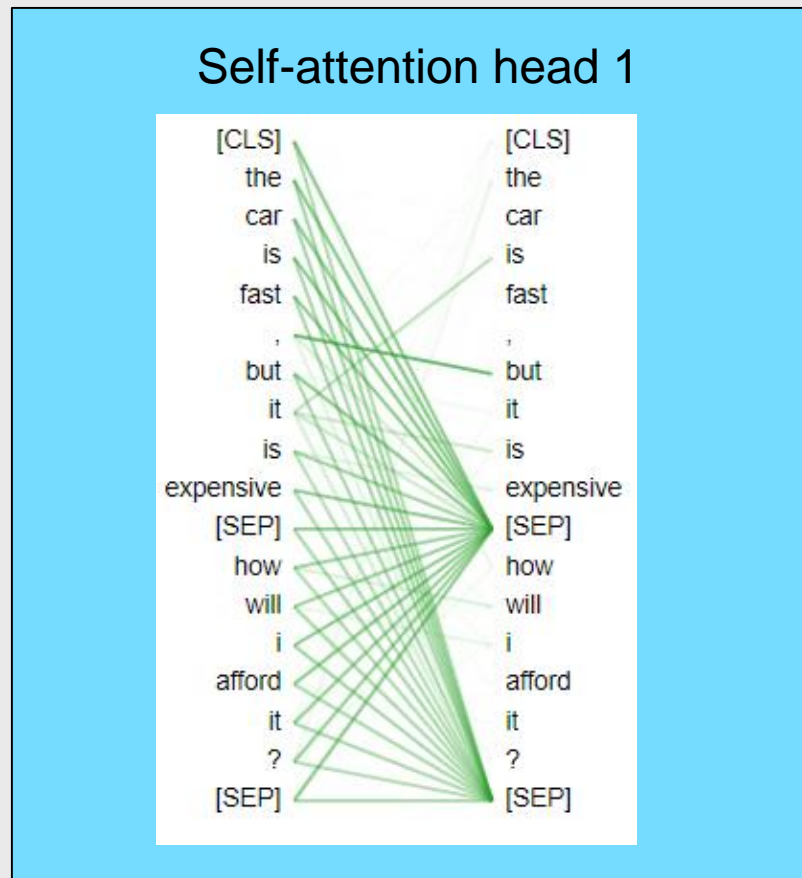 Self-attention head 1
[CLS] [CLS]
the the
car car
is is
fast fast
, ,
but but
it it
is is
expensive expensive
[SEP] [SEP]
how how
will will
i i
afford afford
it it
? ?
[SEP] [SEP]